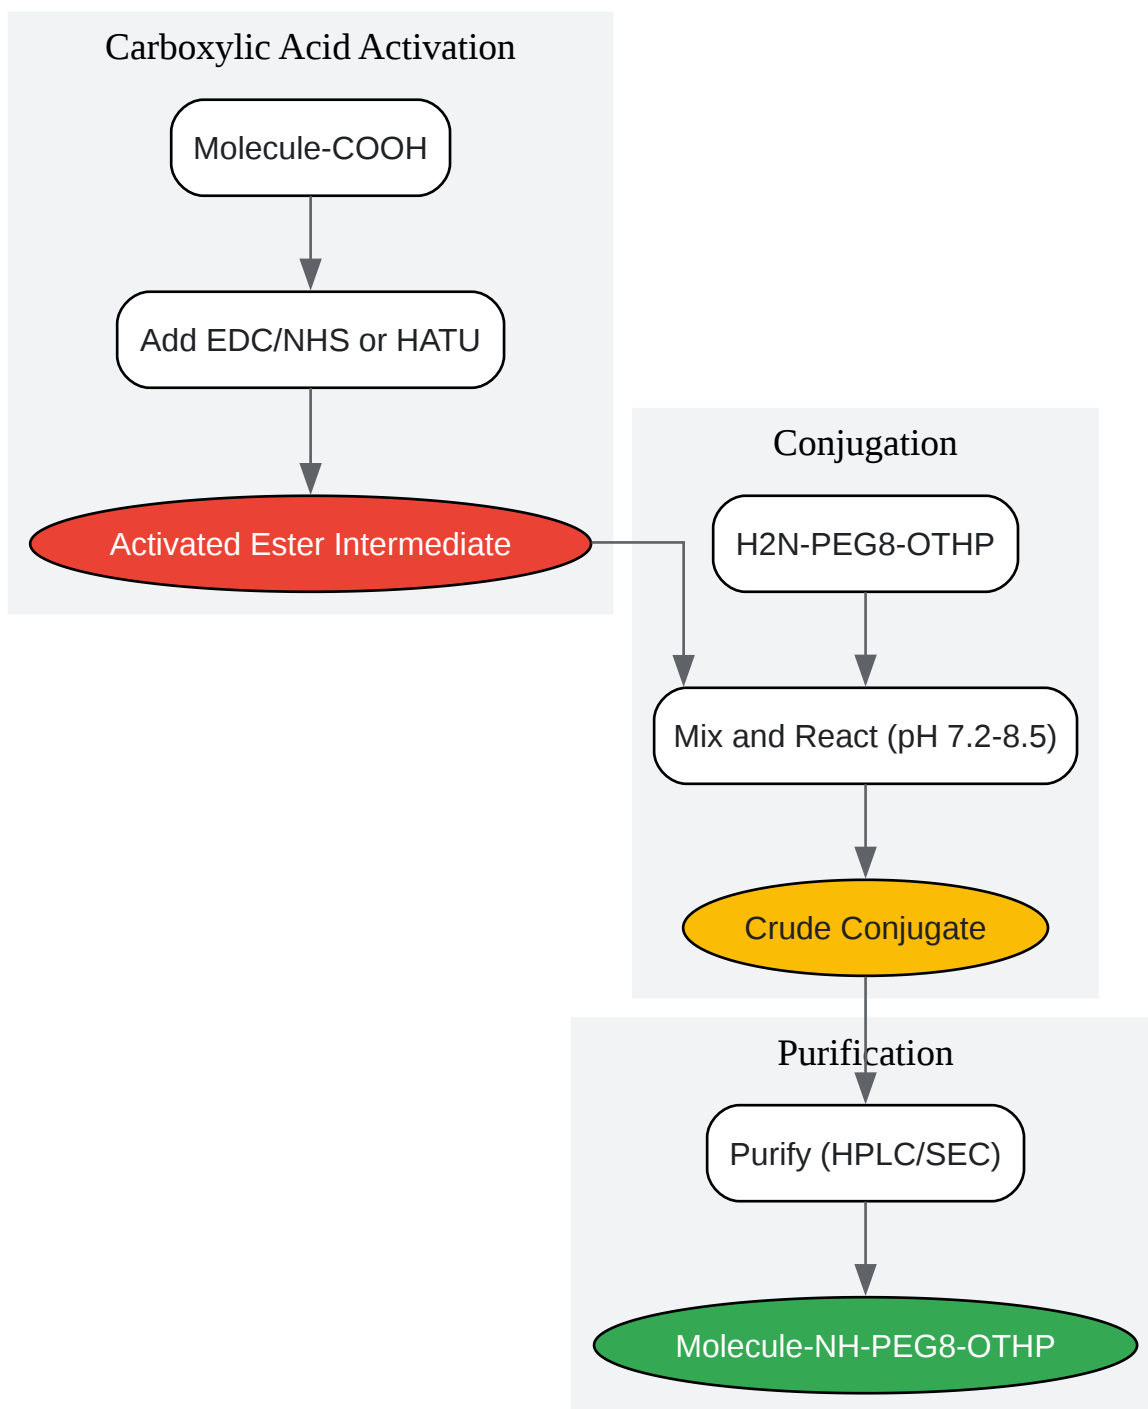 Carboxylic Acid Activation
Molecule-COOH
Add EDC/NHS or HATU
Activated Ester Intermediate
Conjugation
H2N-PEG8-OTHP
Mix and React (pH 7.2-8.5)
Crude Conjugate
Purification
Purify (HPLC/SEC)
Molecule-NH-PEG8-OTHP